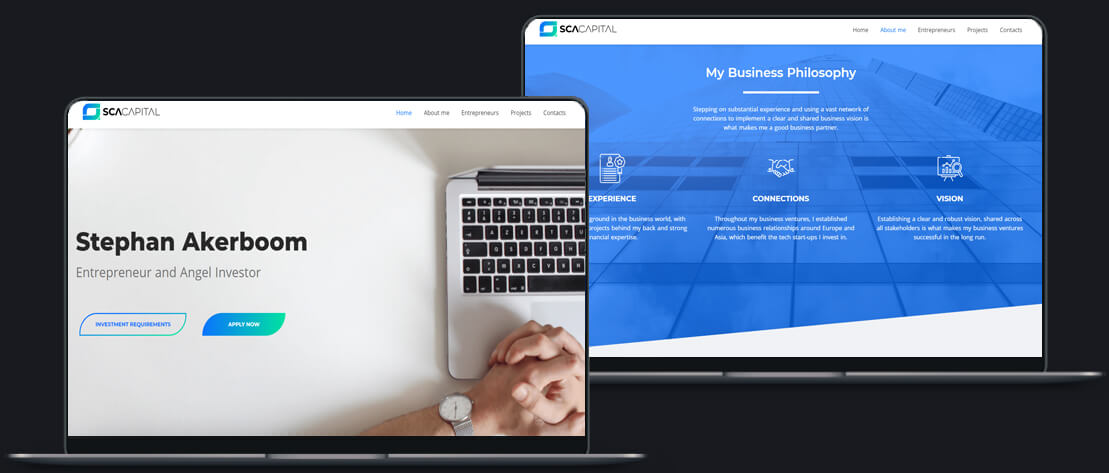 SCACAPITAL
Home About me Entrepreneurs Projects Contacts
Stephan Akerboom
Entrepreneur and Angel Investor
INVESTMENT REQUIREMENTS
APPLY NOW
SCACAPITAL
Home About me Entrepreneurs Projects Contacts
My Business Philosophy
Stepping on substantial experience and using a vast network of
connections to implement a clear and shared business vision is
what makes me a good business partner.
EXPERIENCE
ground in the business world, with
projects behind my back and strong
nancial expertise.
CONNECTIONS
Throughout my business ventures, I established
numerous business relationships around Europe and
Asia, which benefit the tech start-ups I invest in.
VISION
Establishing a clear and robust vision, shared across
all stakeholders is what makes my business ventures
successful in the long run.